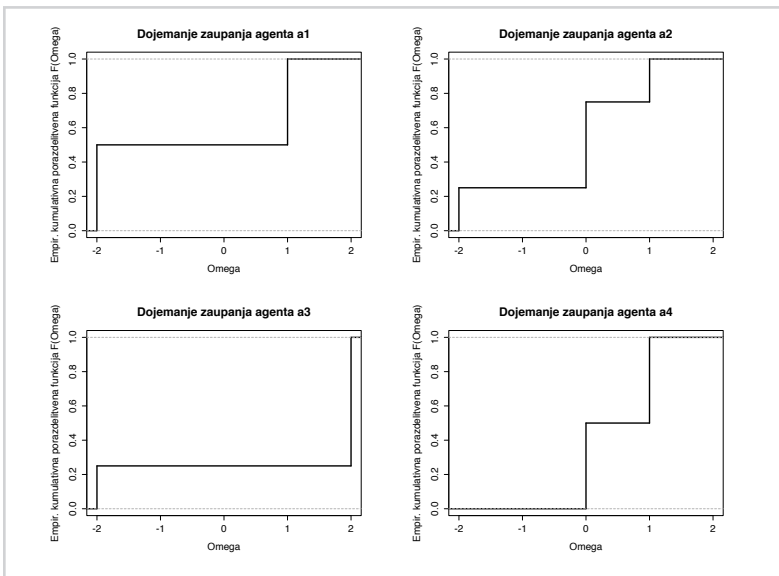 Dojemanje zaupanja agenta a1
Empir. kumulativna porazdelitvena funkcija F(Omega)
0.0 0.2 0.4 0.6 0.8 1.0
-2 -1 0 1 2
Omega
Dojemanje zaupanja agenta a2
Empir. kumulativna porazdelitvena funkcija F(Omega)
0.0 0.2 0.4 0.6 0.8 1.0
-2 -1 0 1 2
Omega
Dojemanje zaupanja agenta a3
Empir. kumulativna porazdelitvena funkcija F(Omega)
0.0 0.2 0.4 0.6 0.8 1.0
-2 -1 0 1 2
Omega
Dojemanje zaupanja agenta a4
Empir. kumulativna porazdelitvena funkcija F(Omega)
0.0 0.2 0.4 0.6 0.8 1.0
-2 -1 0 1 2
Omega